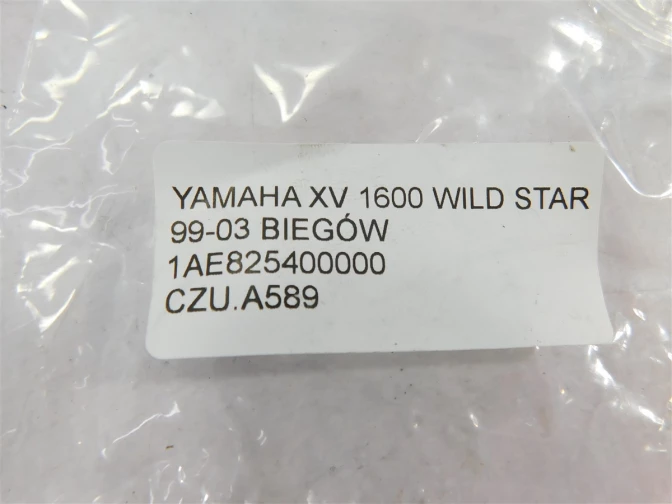 YAMAHA XV 1600 WILD STAR
99-03 BIEGÓW
1AE825400000
CZU.A589